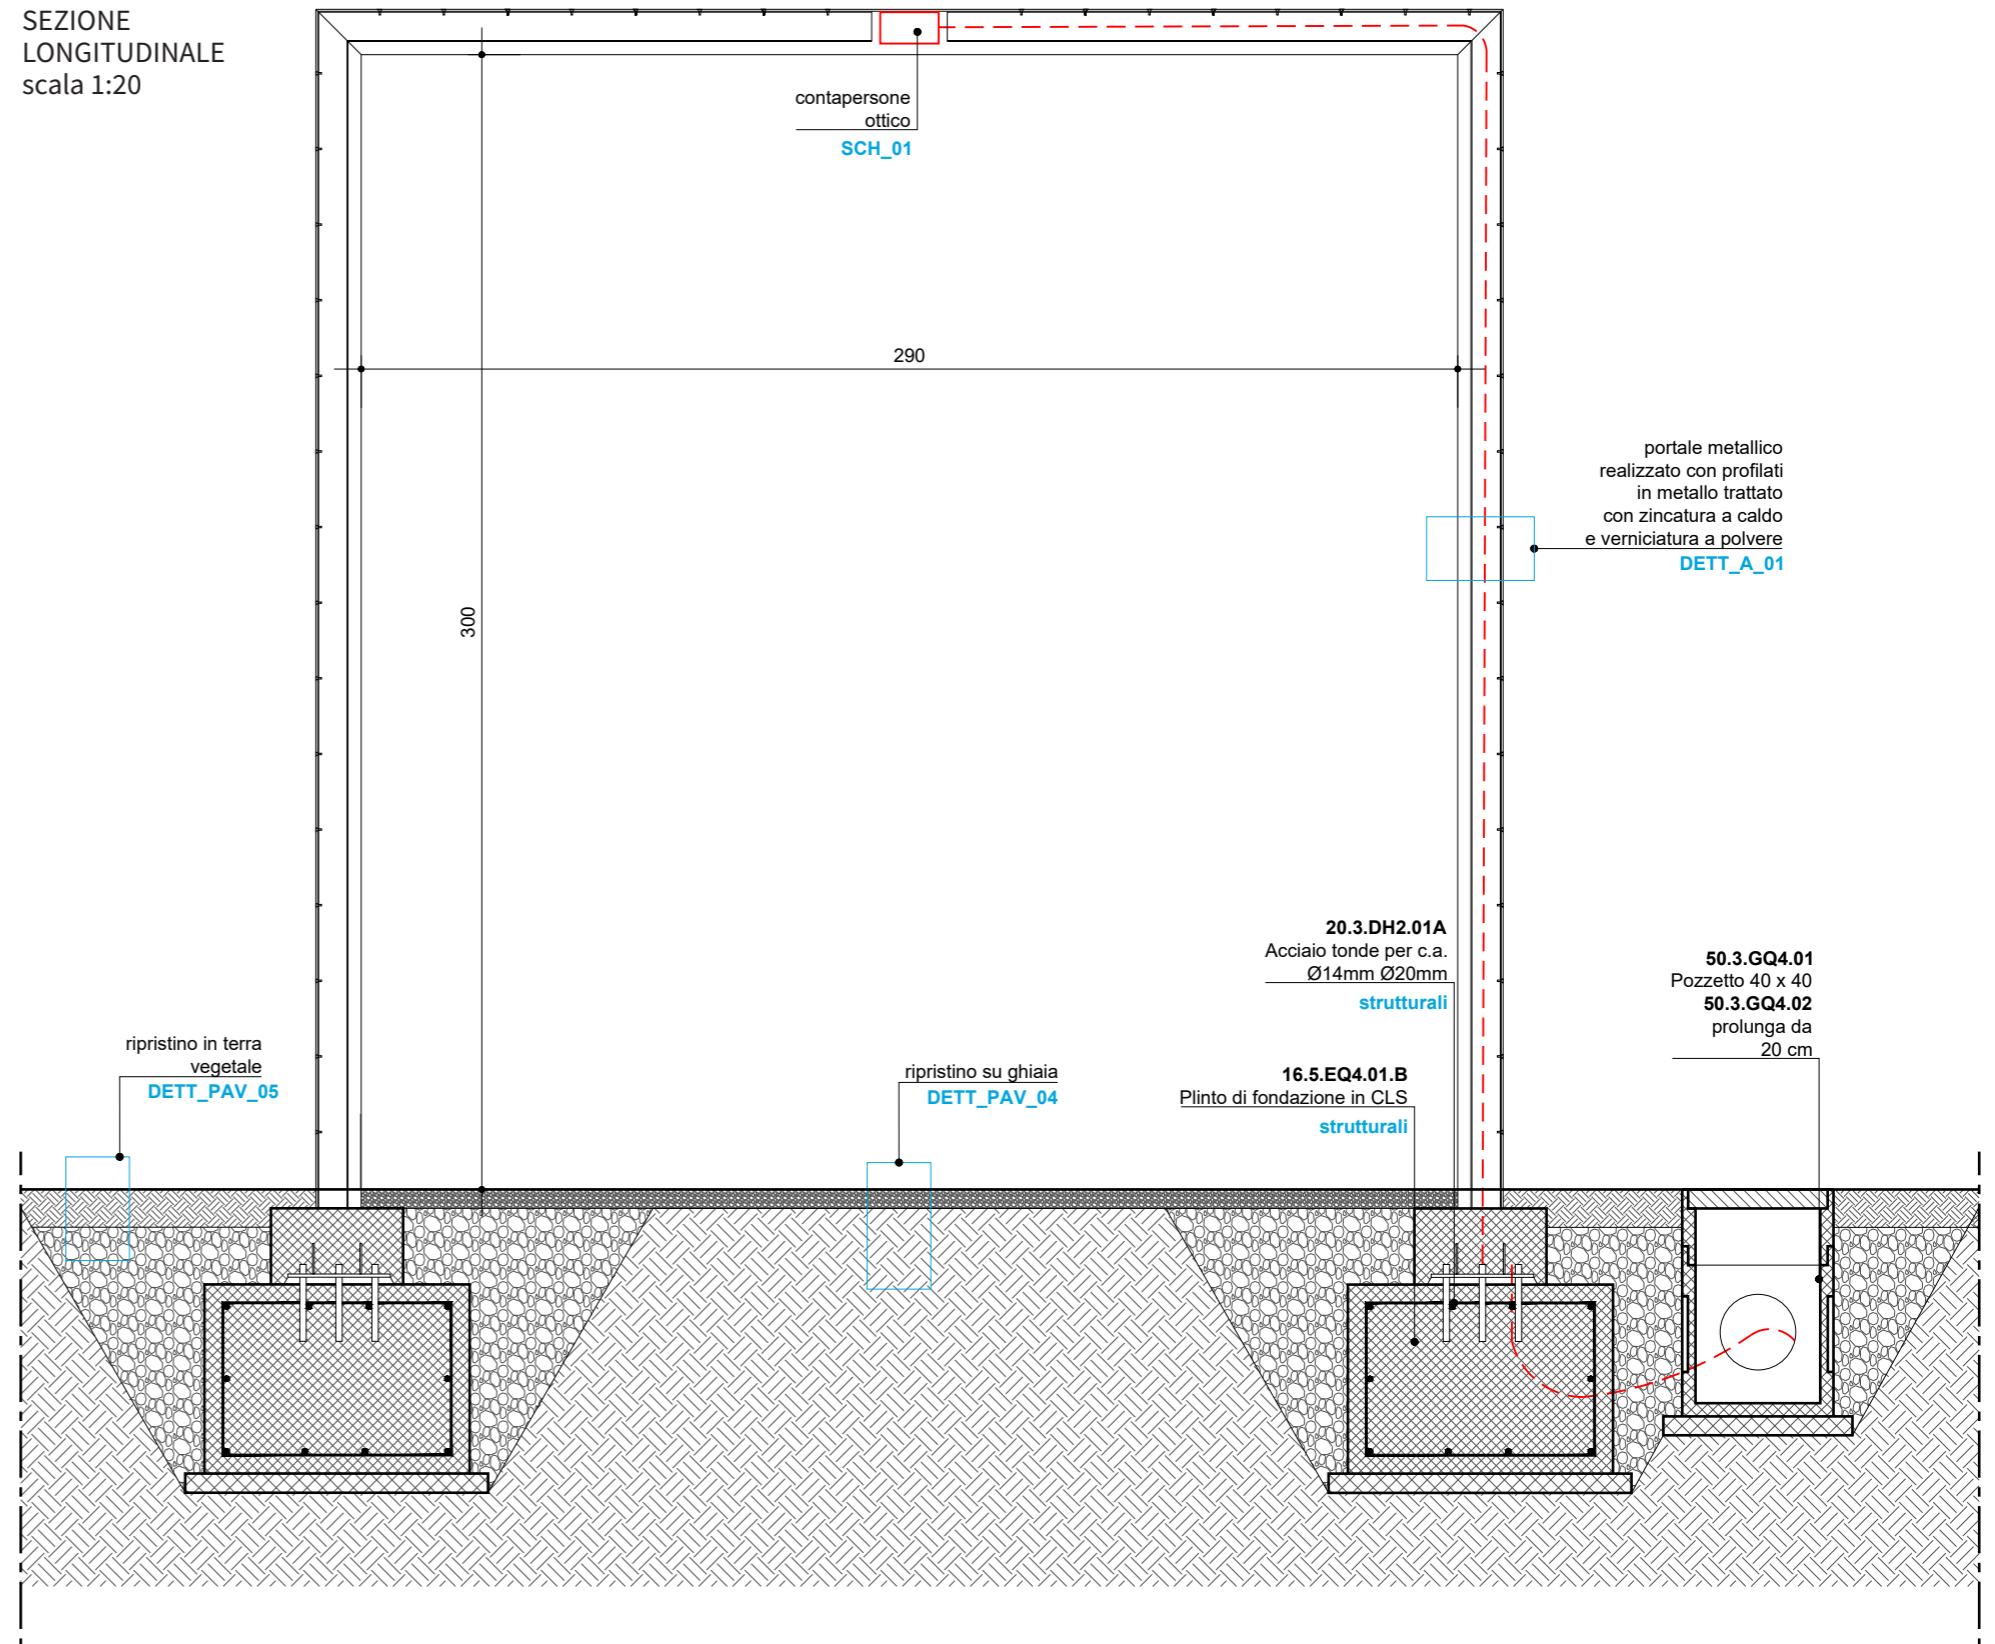 SEZIONE
LONGITUDINALE
scala 1:20
contapersone
ottico
SCH_01
290
300
portale metallico
realizzato con profilati
in metallo trattato
con zincatura a caldo
e verniciatura a polvere
DETT_A_01
20.3.DH2.01A
Acciaio tonde per c.a.
Ø14mm Ø20mm
strutturali
50.3.GQ4.01
Pozzetto 40 x 40
50.3.GQ4.02
prolunga da
20 cm
ripristino in terra
vegetale
DETT_PAV_05
ripristino su ghiaia
DETT_PAV_04
16.5.EQ4.01.B
Plinto di fondazione in CLS
strutturali